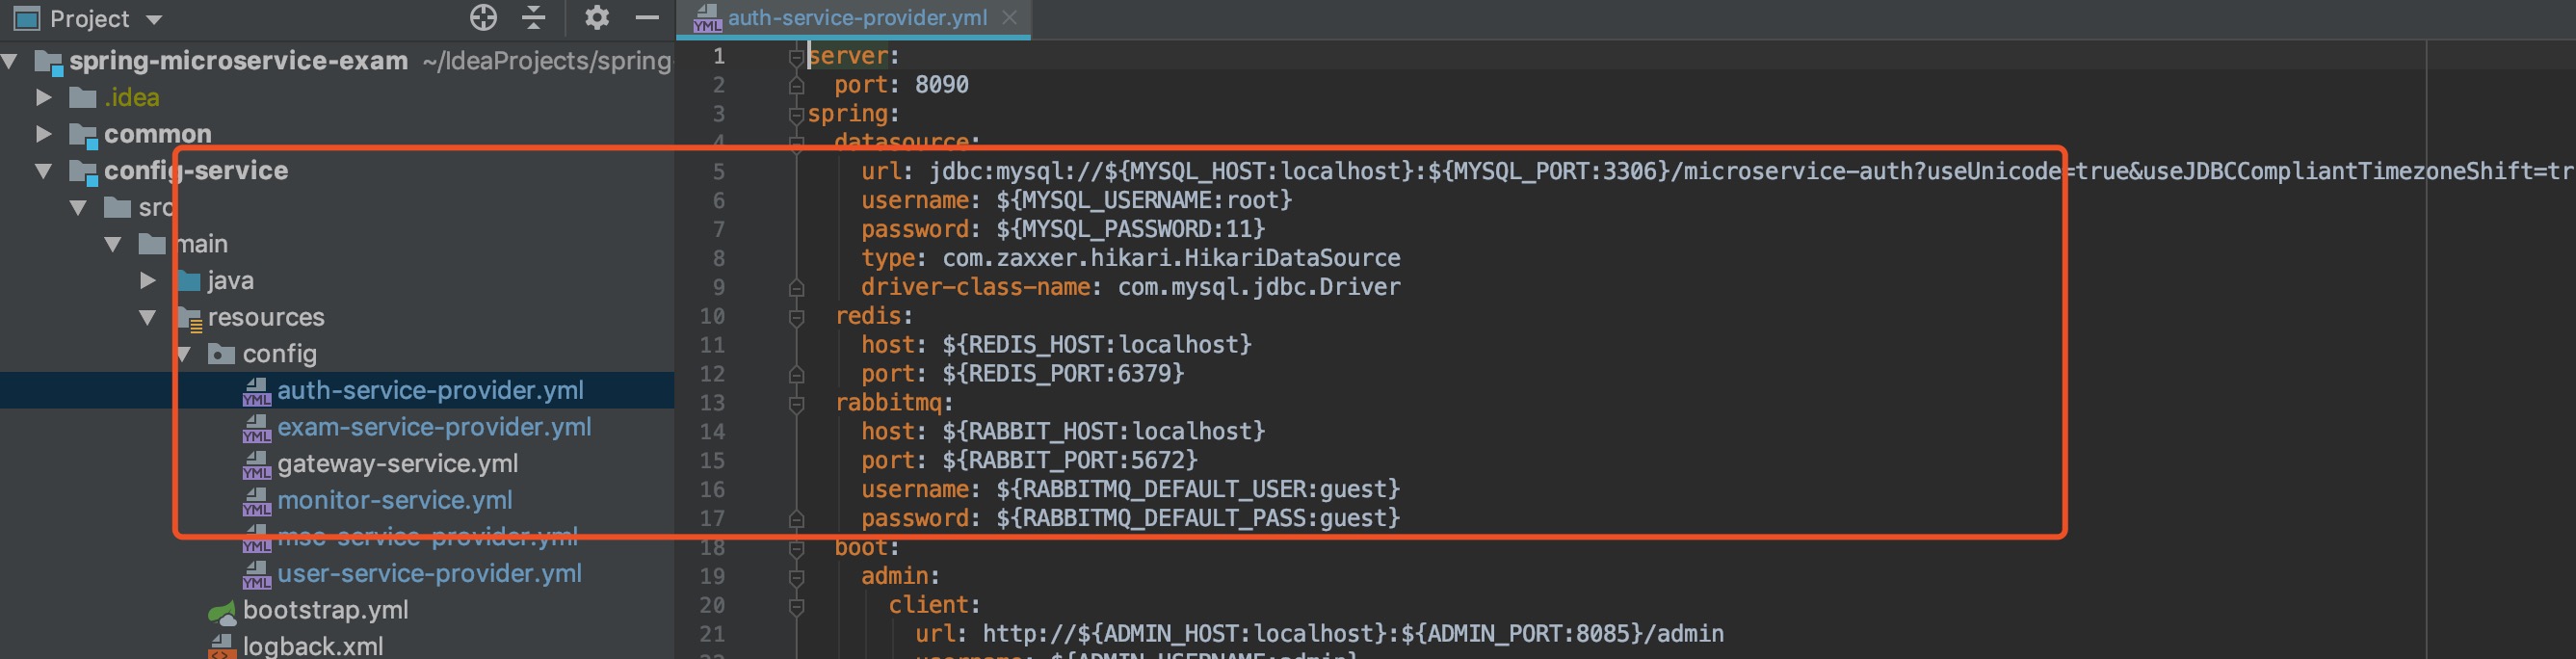 Project
spring-microservice-exam ~/IdeaProjects/spring-
.idea
common
config-service
src
main
java
resources
config
auth-service-provider.yml
exam-service-provider.yml
gateway-service.yml
monitor-service.yml
msc-service-provider.yml
user-service-provider.yml
bootstrap.yml
logback.xml
auth-service-provider.yml
1 server:
2 port: 8090
3 spring:
4 datasource:
5 url: jdbc:mysql://${MYSQL_HOST:localhost}:${MYSQL_PORT:3306}/microservice-auth?useUnicode=true&useJDBCCompliantTimezoneShift=tr
6 username: ${MYSQL_USERNAME:root}
7 password: ${MYSQL_PASSWORD:11}
8 type: com.zaxxer.hikari.HikariDataSource
9 driver-class-name: com.mysql.jdbc.Driver
10 redis:
11 host: ${REDIS_HOST:localhost}
12 port: ${REDIS_PORT:6379}
13 rabbitmq:
14 host: ${RABBIT_HOST:localhost}
15 port: ${RABBIT_PORT:5672}
16 username: ${RABBITMQ_DEFAULT_USER:guest}
17 password: ${RABBITMQ_DEFAULT_PASS:guest}
18 boot:
19 admin:
20 client:
21 url: http://${ADMIN_HOST:localhost}:${ADMIN_PORT:8085}/admin
22 username: ${ADMIN_USERNAME:admin}